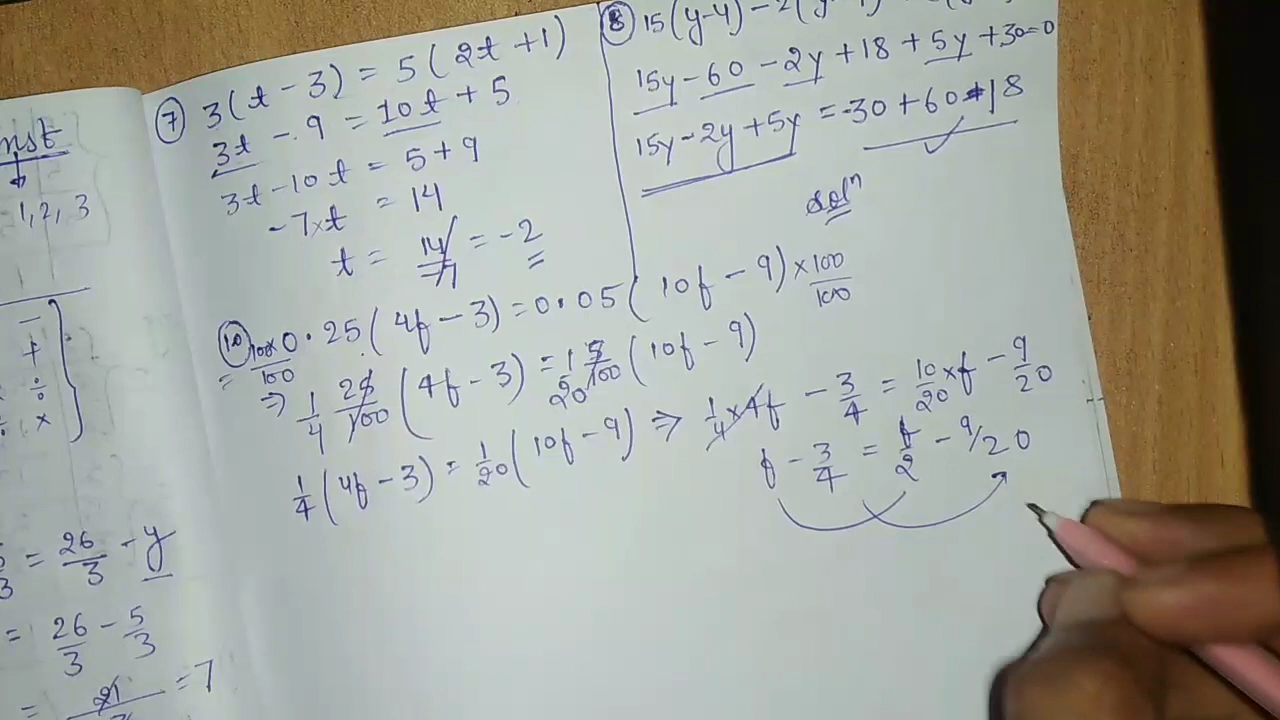 nst
= 1, 2, 3
−
+
÷
÷ ×
= 26/3 - y
= 26/3 - 5/3
= 21/3 = 7
⑦ 3(t - 3) = 5(2t + 1)
3t - 9 = 10t + 5
3t - 10t = 5 + 9
-7×t = 14
t = 14/-7 = -2
⑧ 15(y-4) - 2(y-
15y - 60 - 2y + 18 + 5y + 30 = 0
15y - 2y + 5y = -30 + 60 - 18
solⁿ
⑩ 100/100 × 0.25(4f - 3) = 0.05(10f - 9) × 100/100
⇒ 1/4 25/100 (4f - 3) = 1/20 5/100 (10f - 9)
1/4(4f - 3) = 1/20(10f - 9) ⇒ 1/4 × 4f - 3/4 = 10/20 × f - 9/20
f - 3/4 = f/2 - 9/20